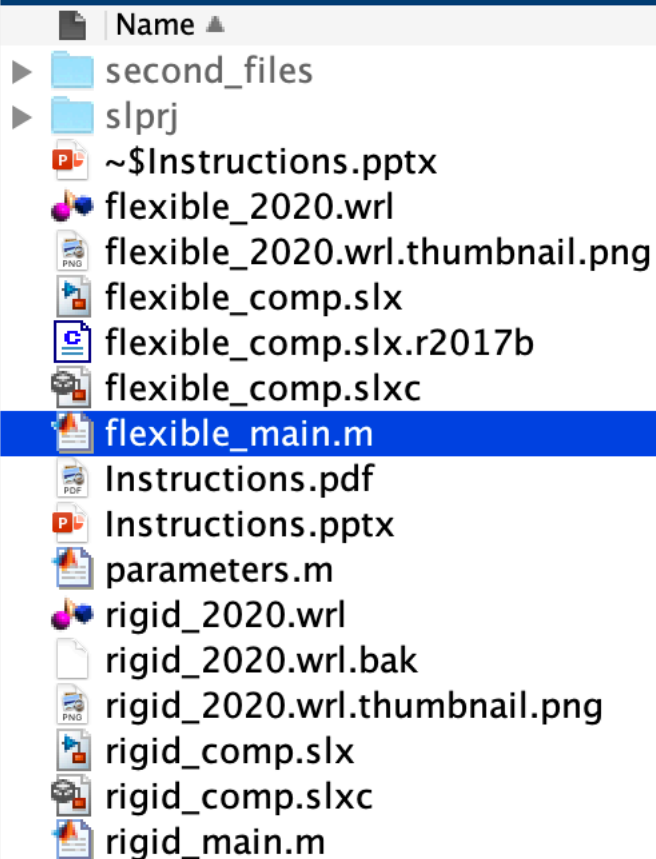 Name
second_files
slprj
~$Instructions.pptx
flexible_2020.wrl
flexible_2020.wrl.thumbnail.png
flexible_comp.slx
flexible_comp.slx.r2017b
flexible_comp.slxc
flexible_main.m
Instructions.pdf
Instructions.pptx
parameters.m
rigid_2020.wrl
rigid_2020.wrl.bak
rigid_2020.wrl.thumbnail.png
rigid_comp.slx
rigid_comp.slxc
rigid_main.m